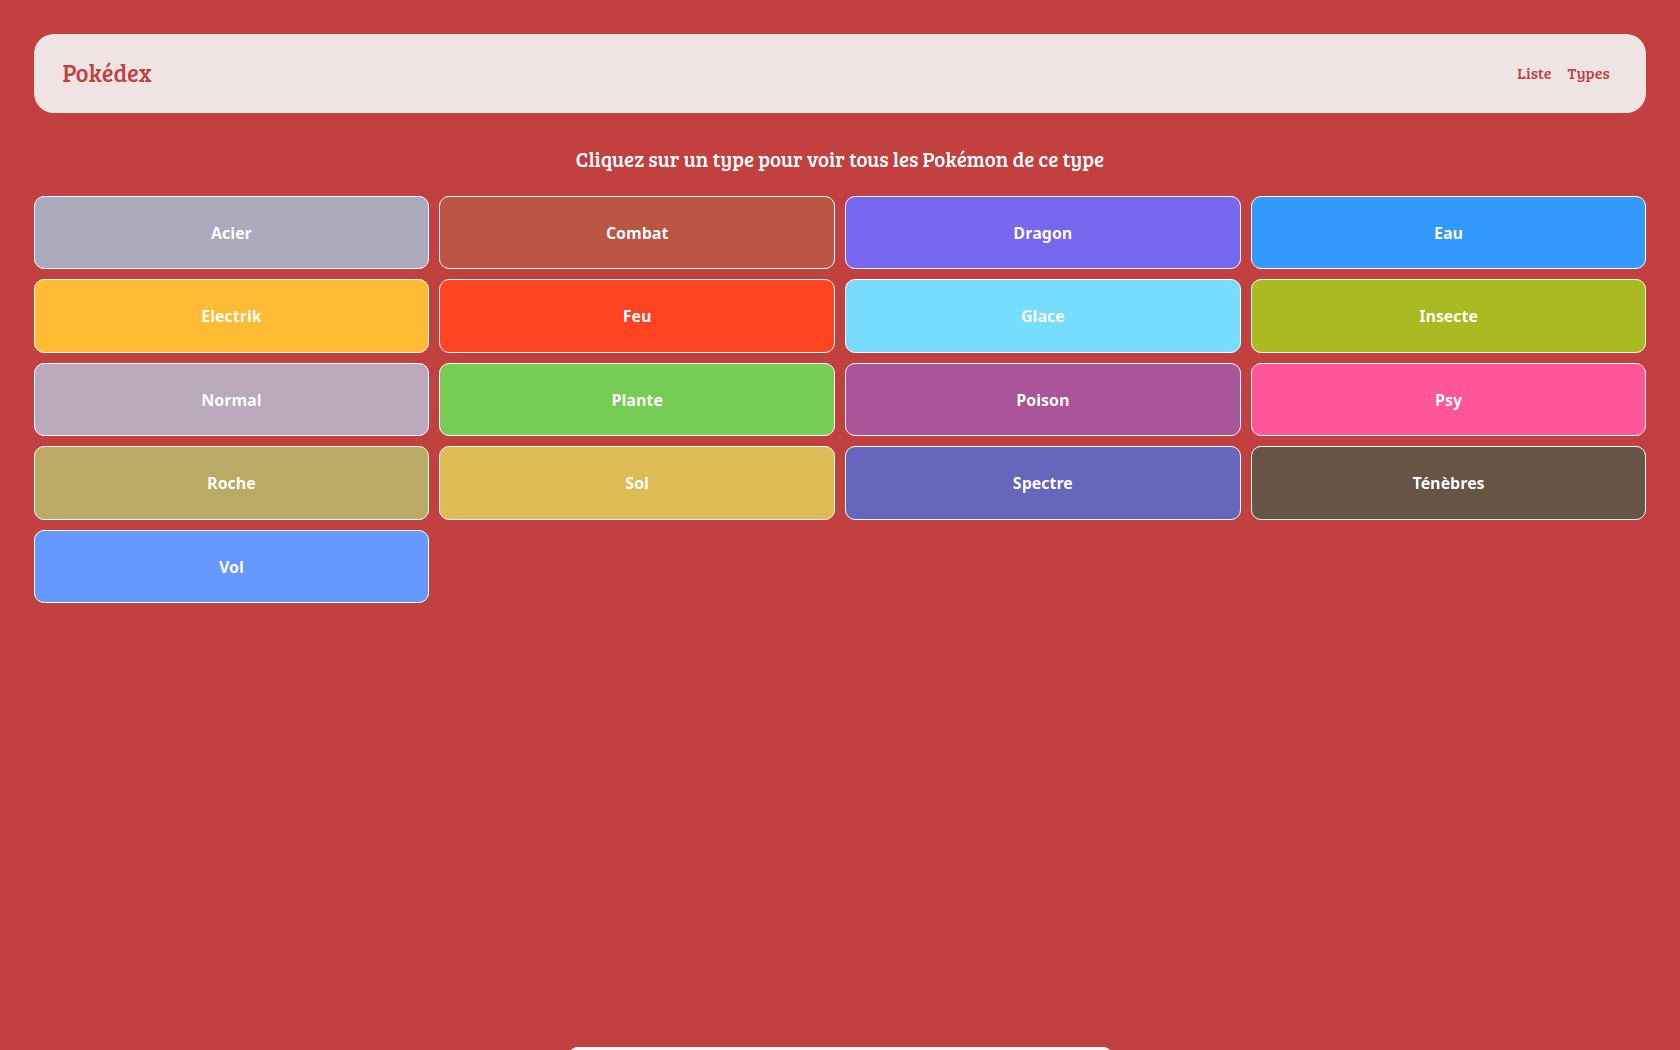 Pokédex
Liste Types
Cliquez sur un type pour voir tous les Pokémon de ce type
Acier Combat Dragon Eau
Electrik Feu Glace Insecte
Normal Plante Poison Psy
Roche Sol Spectre Ténèbres
Vol